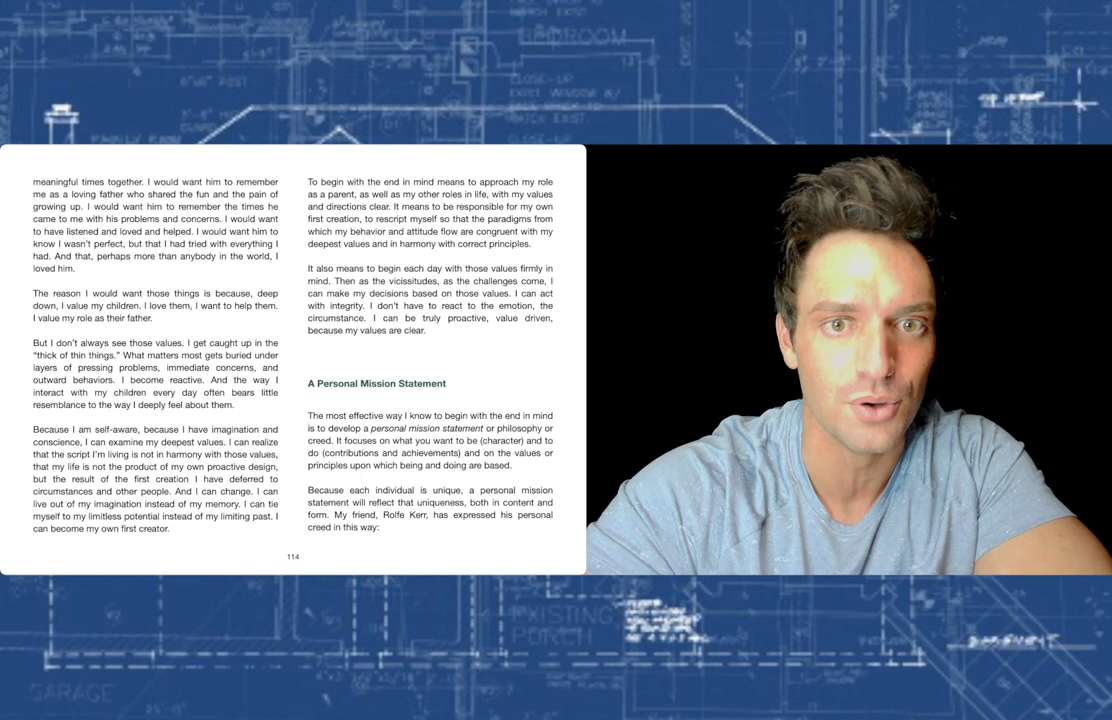 BEDROOM
meaningful times together. I would want him to remember
me as a loving father who shared the fun and the pain of
growing up. I would want him to remember the times he
came to me with his problems and concerns. I would want
to have listened and loved and helped. I would want him to
know I wasn't perfect, but that I had tried with everything I
had. And that, perhaps more than anybody in the world, I
loved him.
The reason I would want those things is because, deep
down, I value my children. I love them, I want to help them.
I value my role as their father.
But I don't always see those values. I get caught up in the
“thick of thin things.” What matters most gets buried under
layers of pressing problems, immediate concerns, and
outward behaviors. I become reactive. And the way I
interact with my children every day often bears little
resemblance to the way I deeply feel about them.
Because I am self-aware, because I have imagination and
conscience, I can examine my deepest values. I can realize
that the script I'm living is not in harmony with those values,
that my life is not the product of my own proactive design,
but the result of the first creation I have deferred to
circumstances and other people. And I can change. I can
live out of my imagination instead of my memory. I can tie
myself to my limitless potential instead of my limiting past. I
can become my own first creator.
To begin with the end in mind means to approach my role
as a parent, as well as my other roles in life, with my values
and directions clear. It means to be responsible for my own
first creation, to rescript myself so that the paradigms from
which my behavior and attitude flow are congruent with my
deepest values and in harmony with correct principles.
It also means to begin each day with those values firmly in
mind. Then as the vicissitudes, as the challenges come, I
can make my decisions based on those values. I can act
with integrity. I don't have to react to the emotion, the
circumstance. I can be truly proactive, value driven,
because my values are clear.
A Personal Mission Statement
The most effective way I know to begin with the end in mind
is to develop a personal mission statement or philosophy or
creed. It focuses on what you want to be (character) and to
do (contributions and achievements) and on the values or
principles upon which being and doing are based.
Because each individual is unique, a personal mission
statement will reflect that uniqueness, both in content and
form. My friend, Rolfe Kerr, has expressed his personal
creed in this way:
114
EXISTING
PORCH
GARAGE